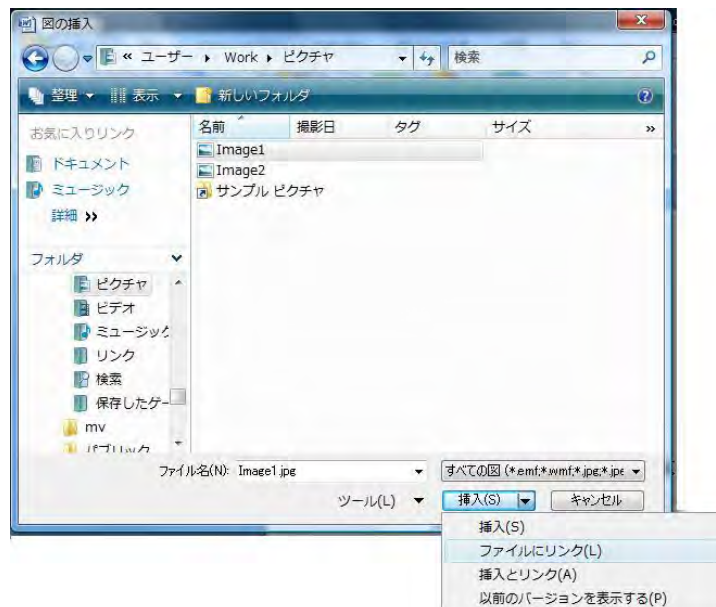 図の挿入
« ユーザー ▸ Work ▸ ピクチャ
検索
整理 表示 新しいフォルダ
お気に入りリンク
ドキュメント
ミュージック
詳細 »
フォルダ
ピクチャ
ビデオ
ミュージック
リンク
検索
保存したゲー
mv
パブリック
名前 撮影日 タグ サイズ »
Image1
Image2
サンプル ピクチャ
ファイル名(N): Image1.jpg
すべての図 (*.emf;*.wmf;*.jpg;*.jpe
ツール(L) 挿入(S) キャンセル
挿入(S)
ファイルにリンク(L)
挿入とリンク(A)
以前のバージョンを表示する(P)